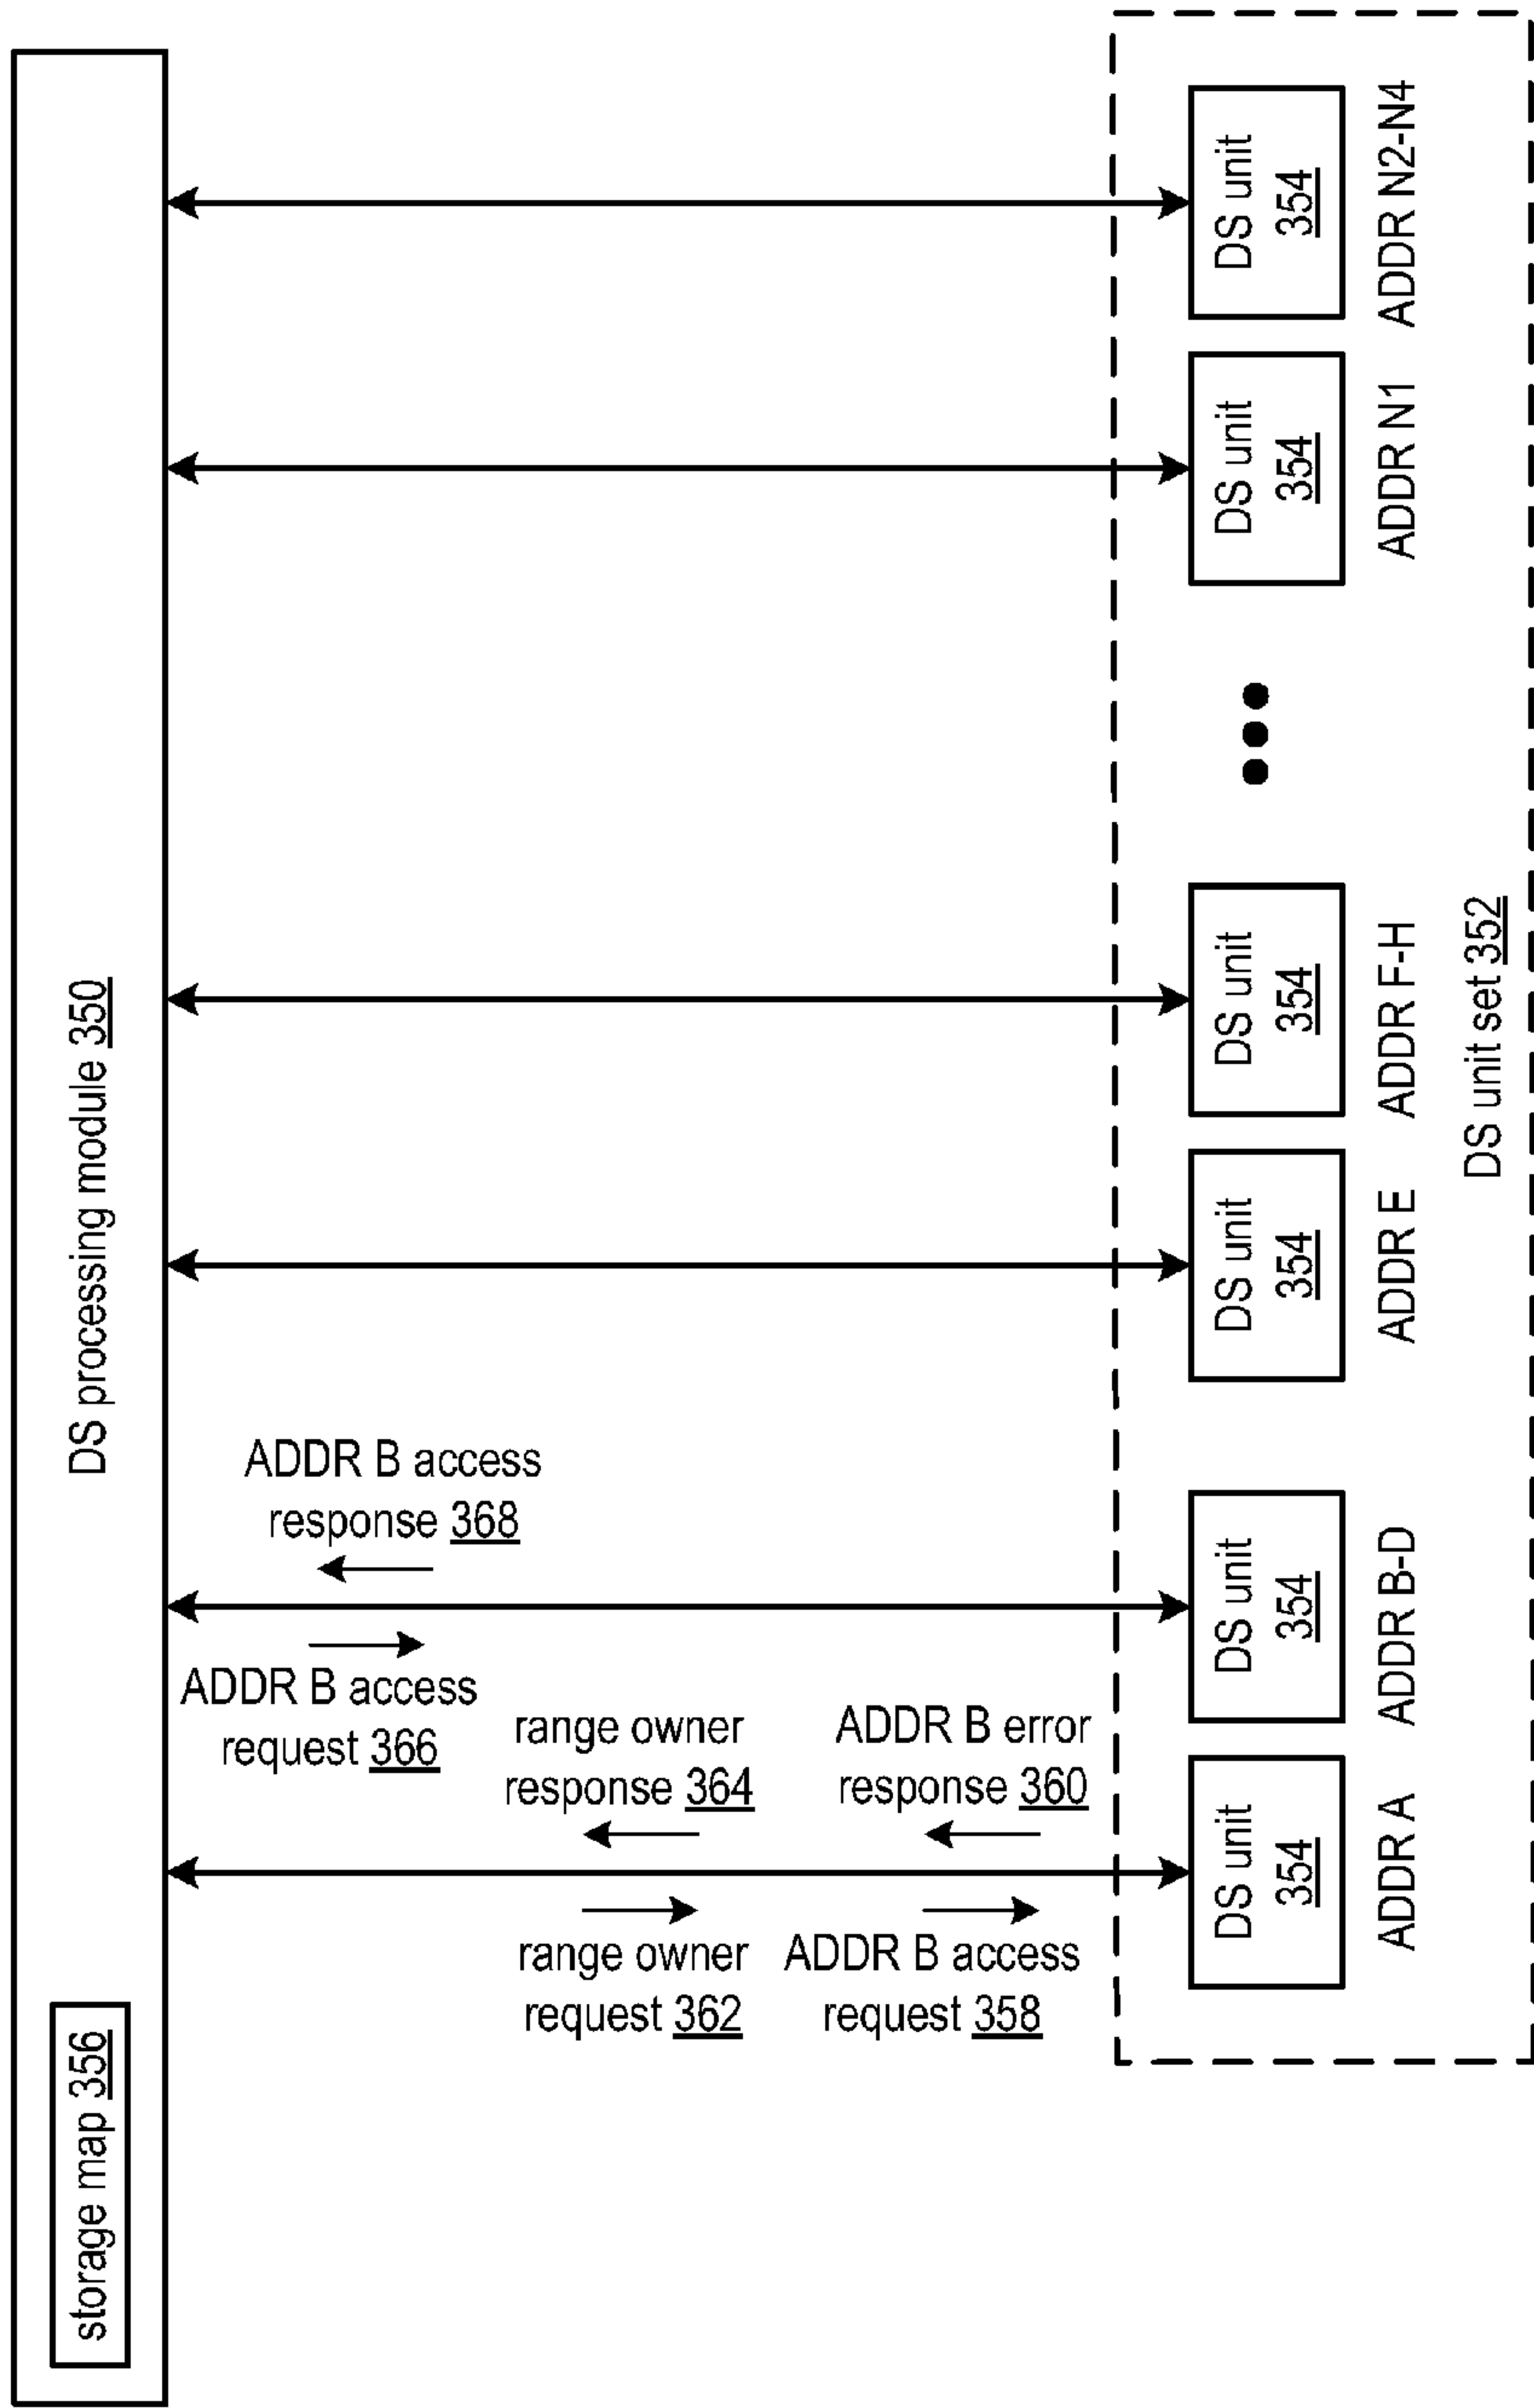 storage map 356
DS processing module 350
ADDR B access
request 366
ADDR B access
response 368
range owner
response 364
range owner
request 362
ADDR B error
response 360
ADDR B access
request 358
DS unit
354
ADDR A
DS unit
354
ADDR B-D
DS unit
354
ADDR E
DS unit
354
ADDR F-H
DS unit
354
ADDR N1
DS unit
354
ADDR N2-N4
DS unit set 352